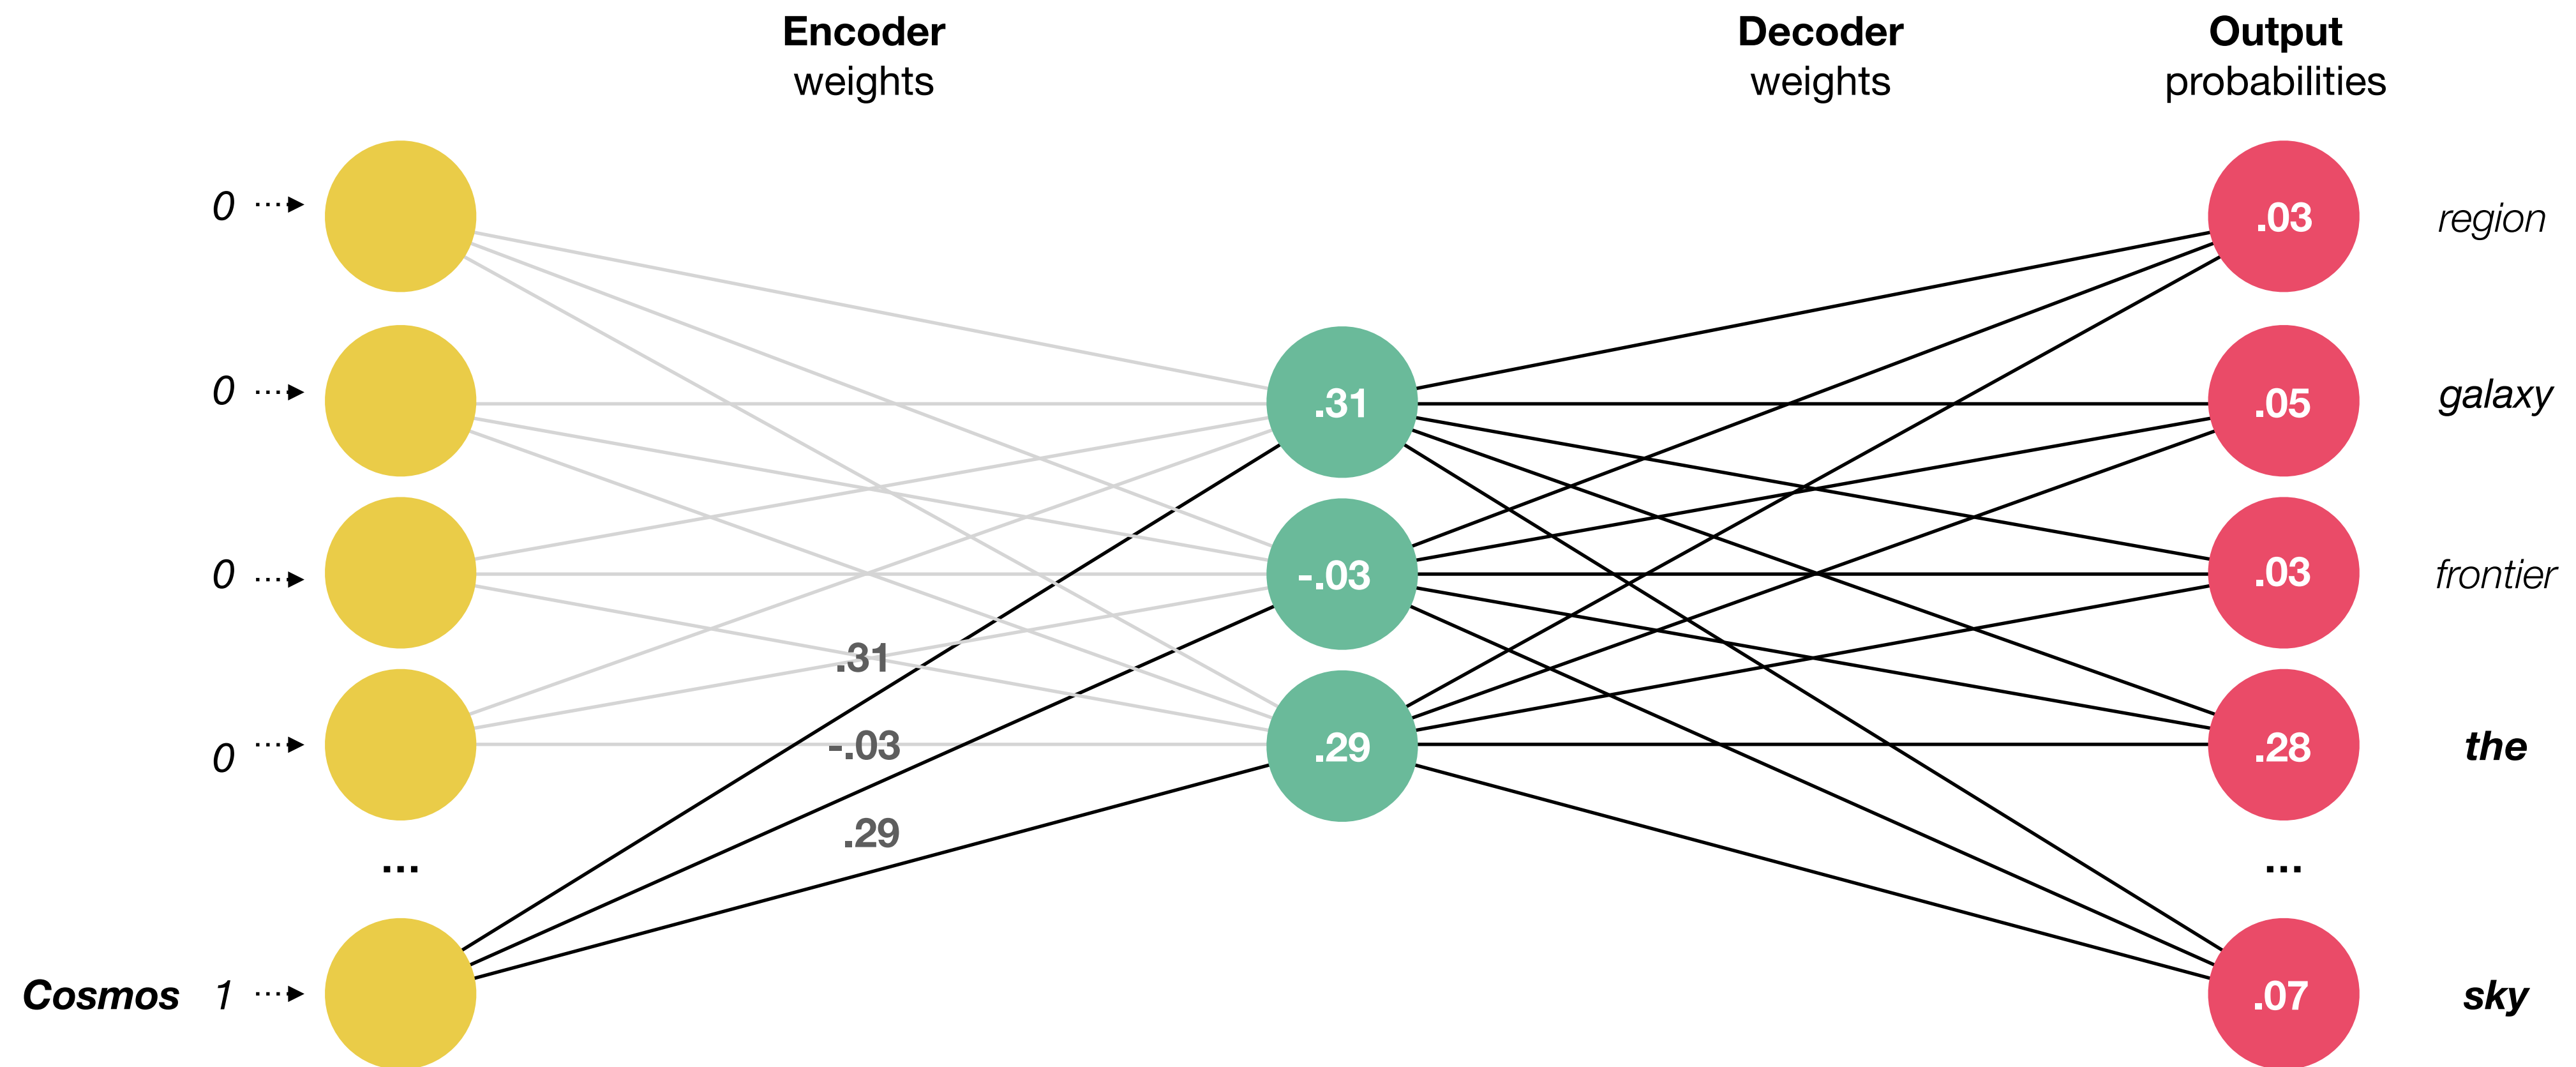 Encoder
weights
Decoder
weights
Output
probabilities
0
.03
region
0
.31
.05
galaxy
0
-.03
.03
frontier
.31
0
-.03
.29
.28
the
.29
...
...
Cosmos 1
.07
sky